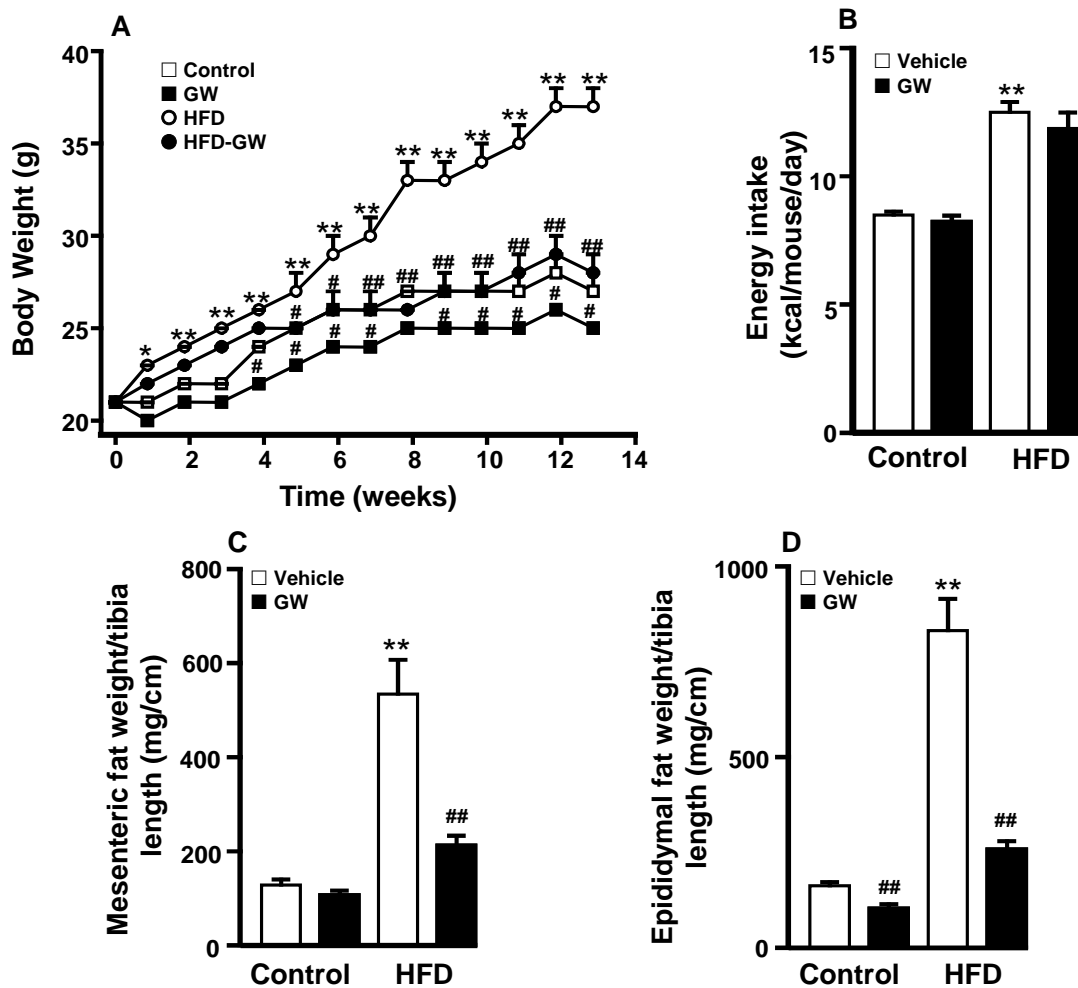 A
Body Weight (g)
40
35
30
25
20
Control
GW
HFD
HFD-GW
* ** ** ** ** ** ** ** ** ** ** ** **
# # ## ## ## ## ## ## ##
# # # # # # # # #
0 2 4 6 8 10 12 14
Time (weeks)
B
Energy intake
(kcal/mouse/day)
15
10
5
0
Vehicle
GW
**
Control HFD
C
Mesenteric fat weight/tibia
length (mg/cm)
800
600
400
200
0
Vehicle
GW
**
##
Control HFD
D
Epididymal fat weight/tibia
length (mg/cm)
1000
500
0
Vehicle
GW
**
##
##
Control HFD